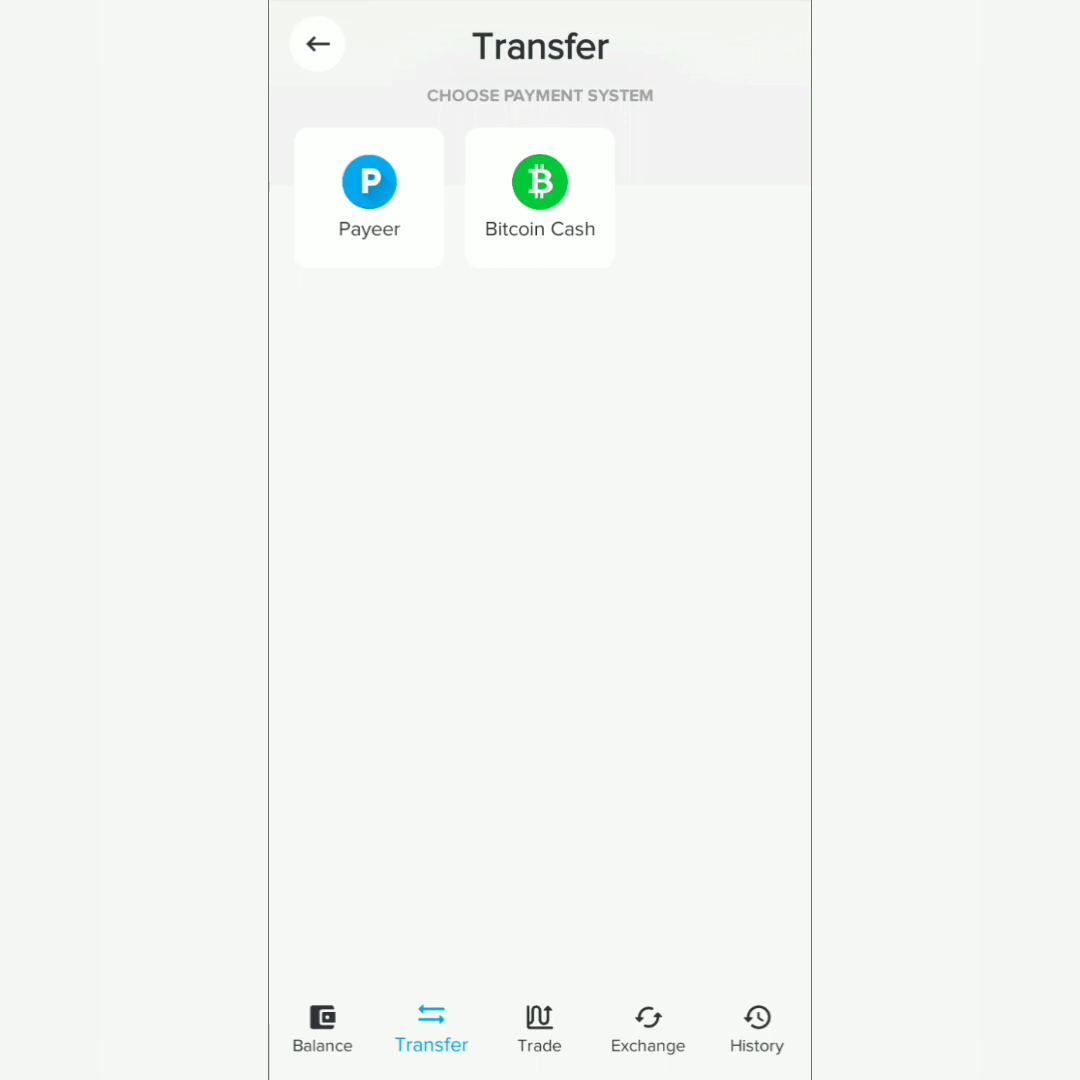 Transfer
CHOOSE PAYMENT SYSTEM
P
Payeer
Bitcoin Cash
Balance
Transfer
Trade
Exchange
History